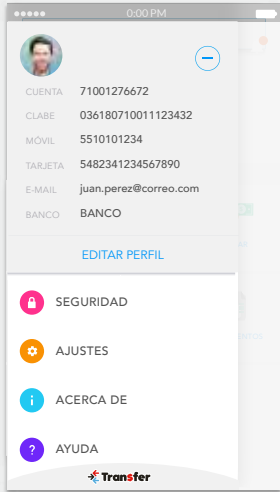 0:00 PM
CUENTA 71001276672
CLABE 036180710011123432
MÓVIL 5510101234
TARJETA 5482341234567890
E-MAIL juan.perez@correo.com
BANCO BANCO
EDITAR PERFIL
SEGURIDAD
AJUSTES
ACERCA DE
AYUDA
Transfer